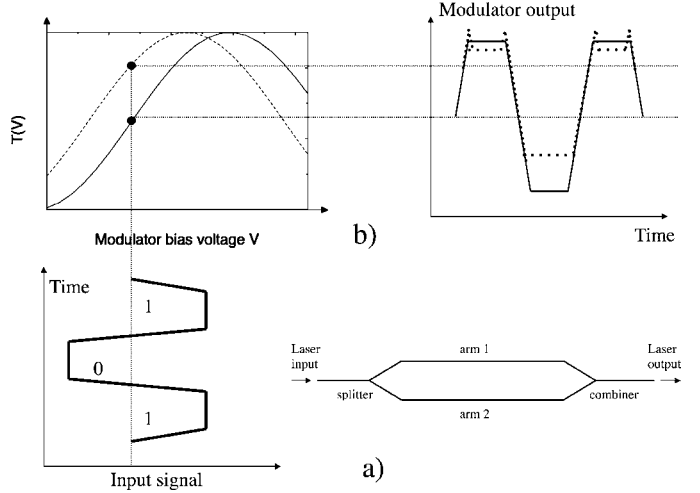 Modulator output
T(V)
Modulator bias voltage V
b)
Time
Time
1
0
1
Input signal
Laser
input
splitter
arm 1
arm 2
combiner
Laser
output
a)